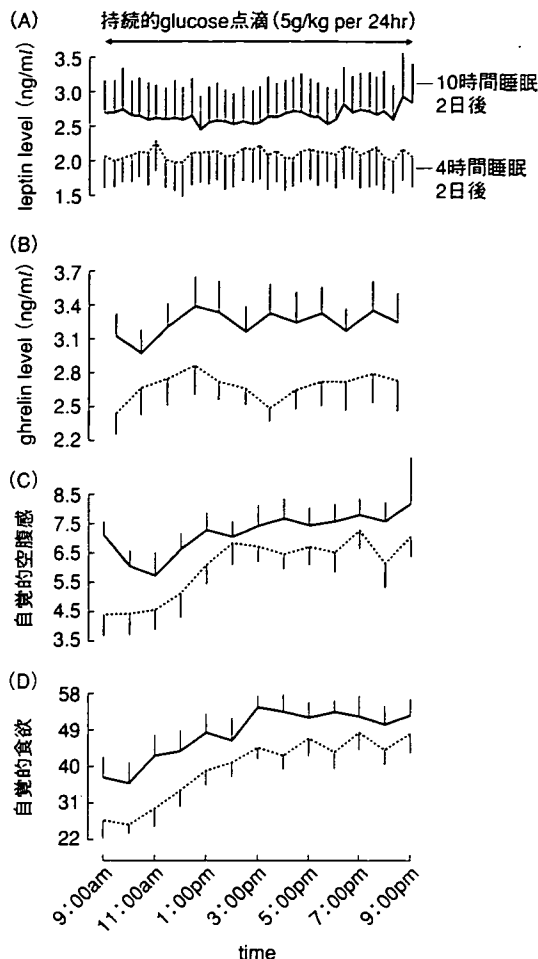 (A) 持続的glucose点滴(5g/kg per 24hr)
leptin level (ng/ml)
3.5
3.0
2.5
2.0
1.5
10時間睡眠
2日後
4時間睡眠
2日後
(B)
ghrelin level (ng/ml)
3.7
3.4
3.1
2.8
2.5
2.2
(C)
自覚的空腹感
8.5
7.5
6.5
5.5
4.5
3.5
(D)
自覚的食欲
58
49
40
31
22
9:00am
11:00am
1:00pm
3:00pm
5:00pm
7:00pm
9:00pm
time